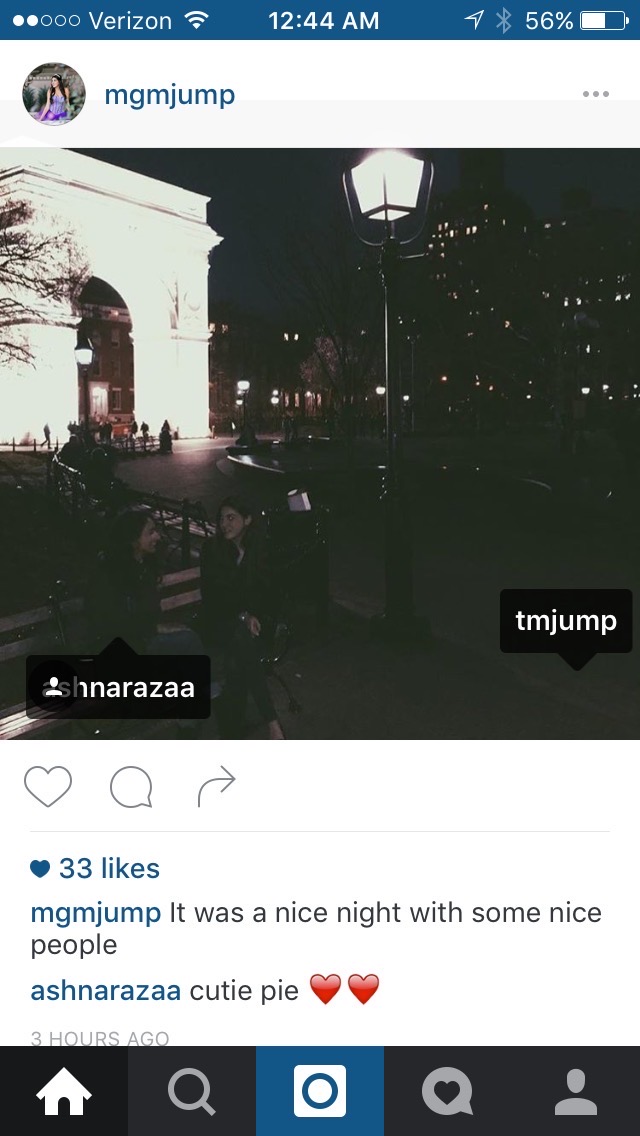 Verizon 12:44 AM 56%
mgmjump
tmjump
ashnarazaa
33 likes
mgmjump It was a nice night with some nice
people
ashnarazaa cutie pie ❤️❤️
3 HOURS AGO